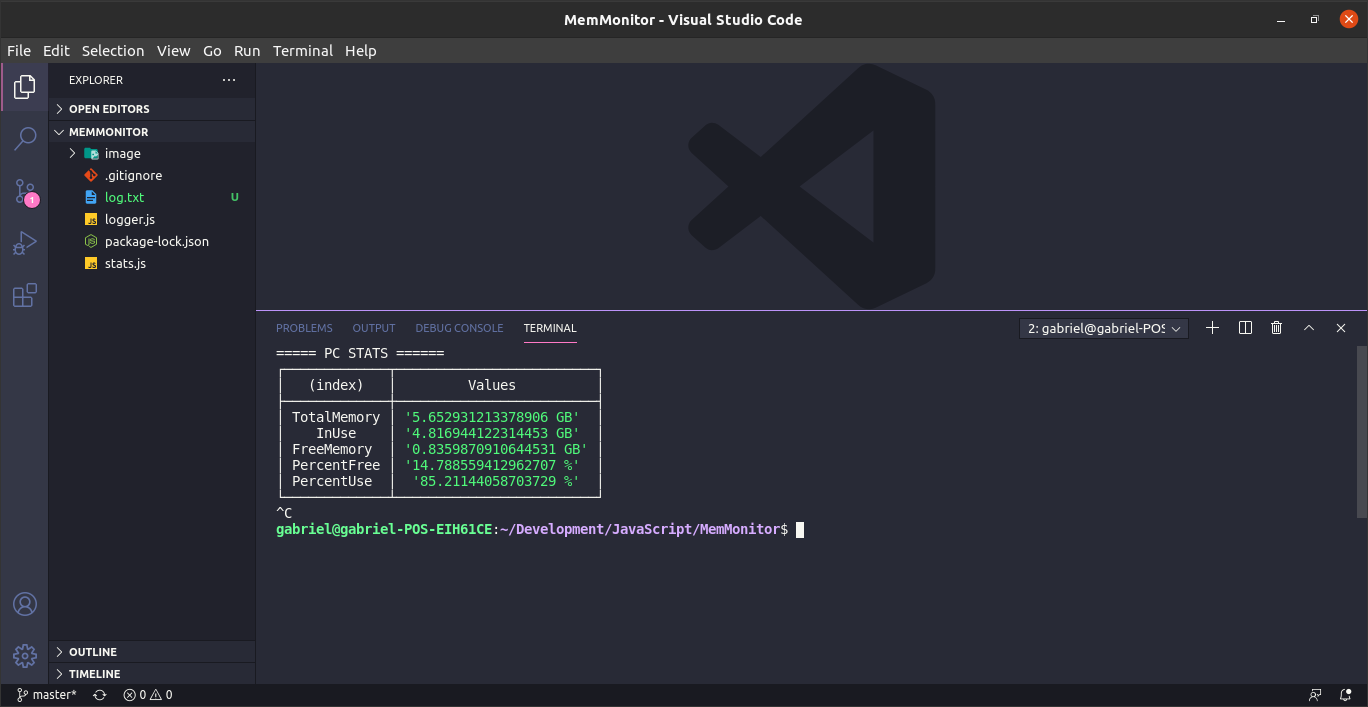 MemMonitor - Visual Studio Code
File Edit Selection View Go Run Terminal Help
EXPLORER
OPEN EDITORS
MEMMONITOR
image
.gitignore
log.txt U
logger.js
package-lock.json
stats.js
OUTLINE
TIMELINE
1
PROBLEMS OUTPUT DEBUG CONSOLE TERMINAL 2: gabriel@gabriel-POS
===== PC STATS ======
(index) Values
TotalMemory '5.652931213378906 GB'
InUse '4.816944122314453 GB'
FreeMemory '0.8359870910644531 GB'
PercentFree '14.788559412962707 %'
PercentUse '85.21144058703729 %'
^C
gabriel@gabriel-POS-EIH61CE:~/Development/JavaScript/MemMonitor$
master* 0 0